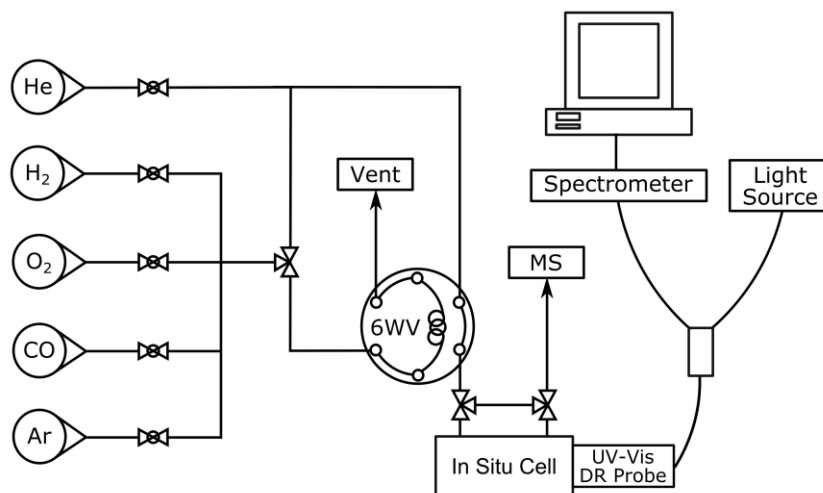 He
H₂
O₂
CO
Ar
Vent
6WV
MS
Spectrometer
Light
Source
In Situ Cell
UV-Vis
DR Probe